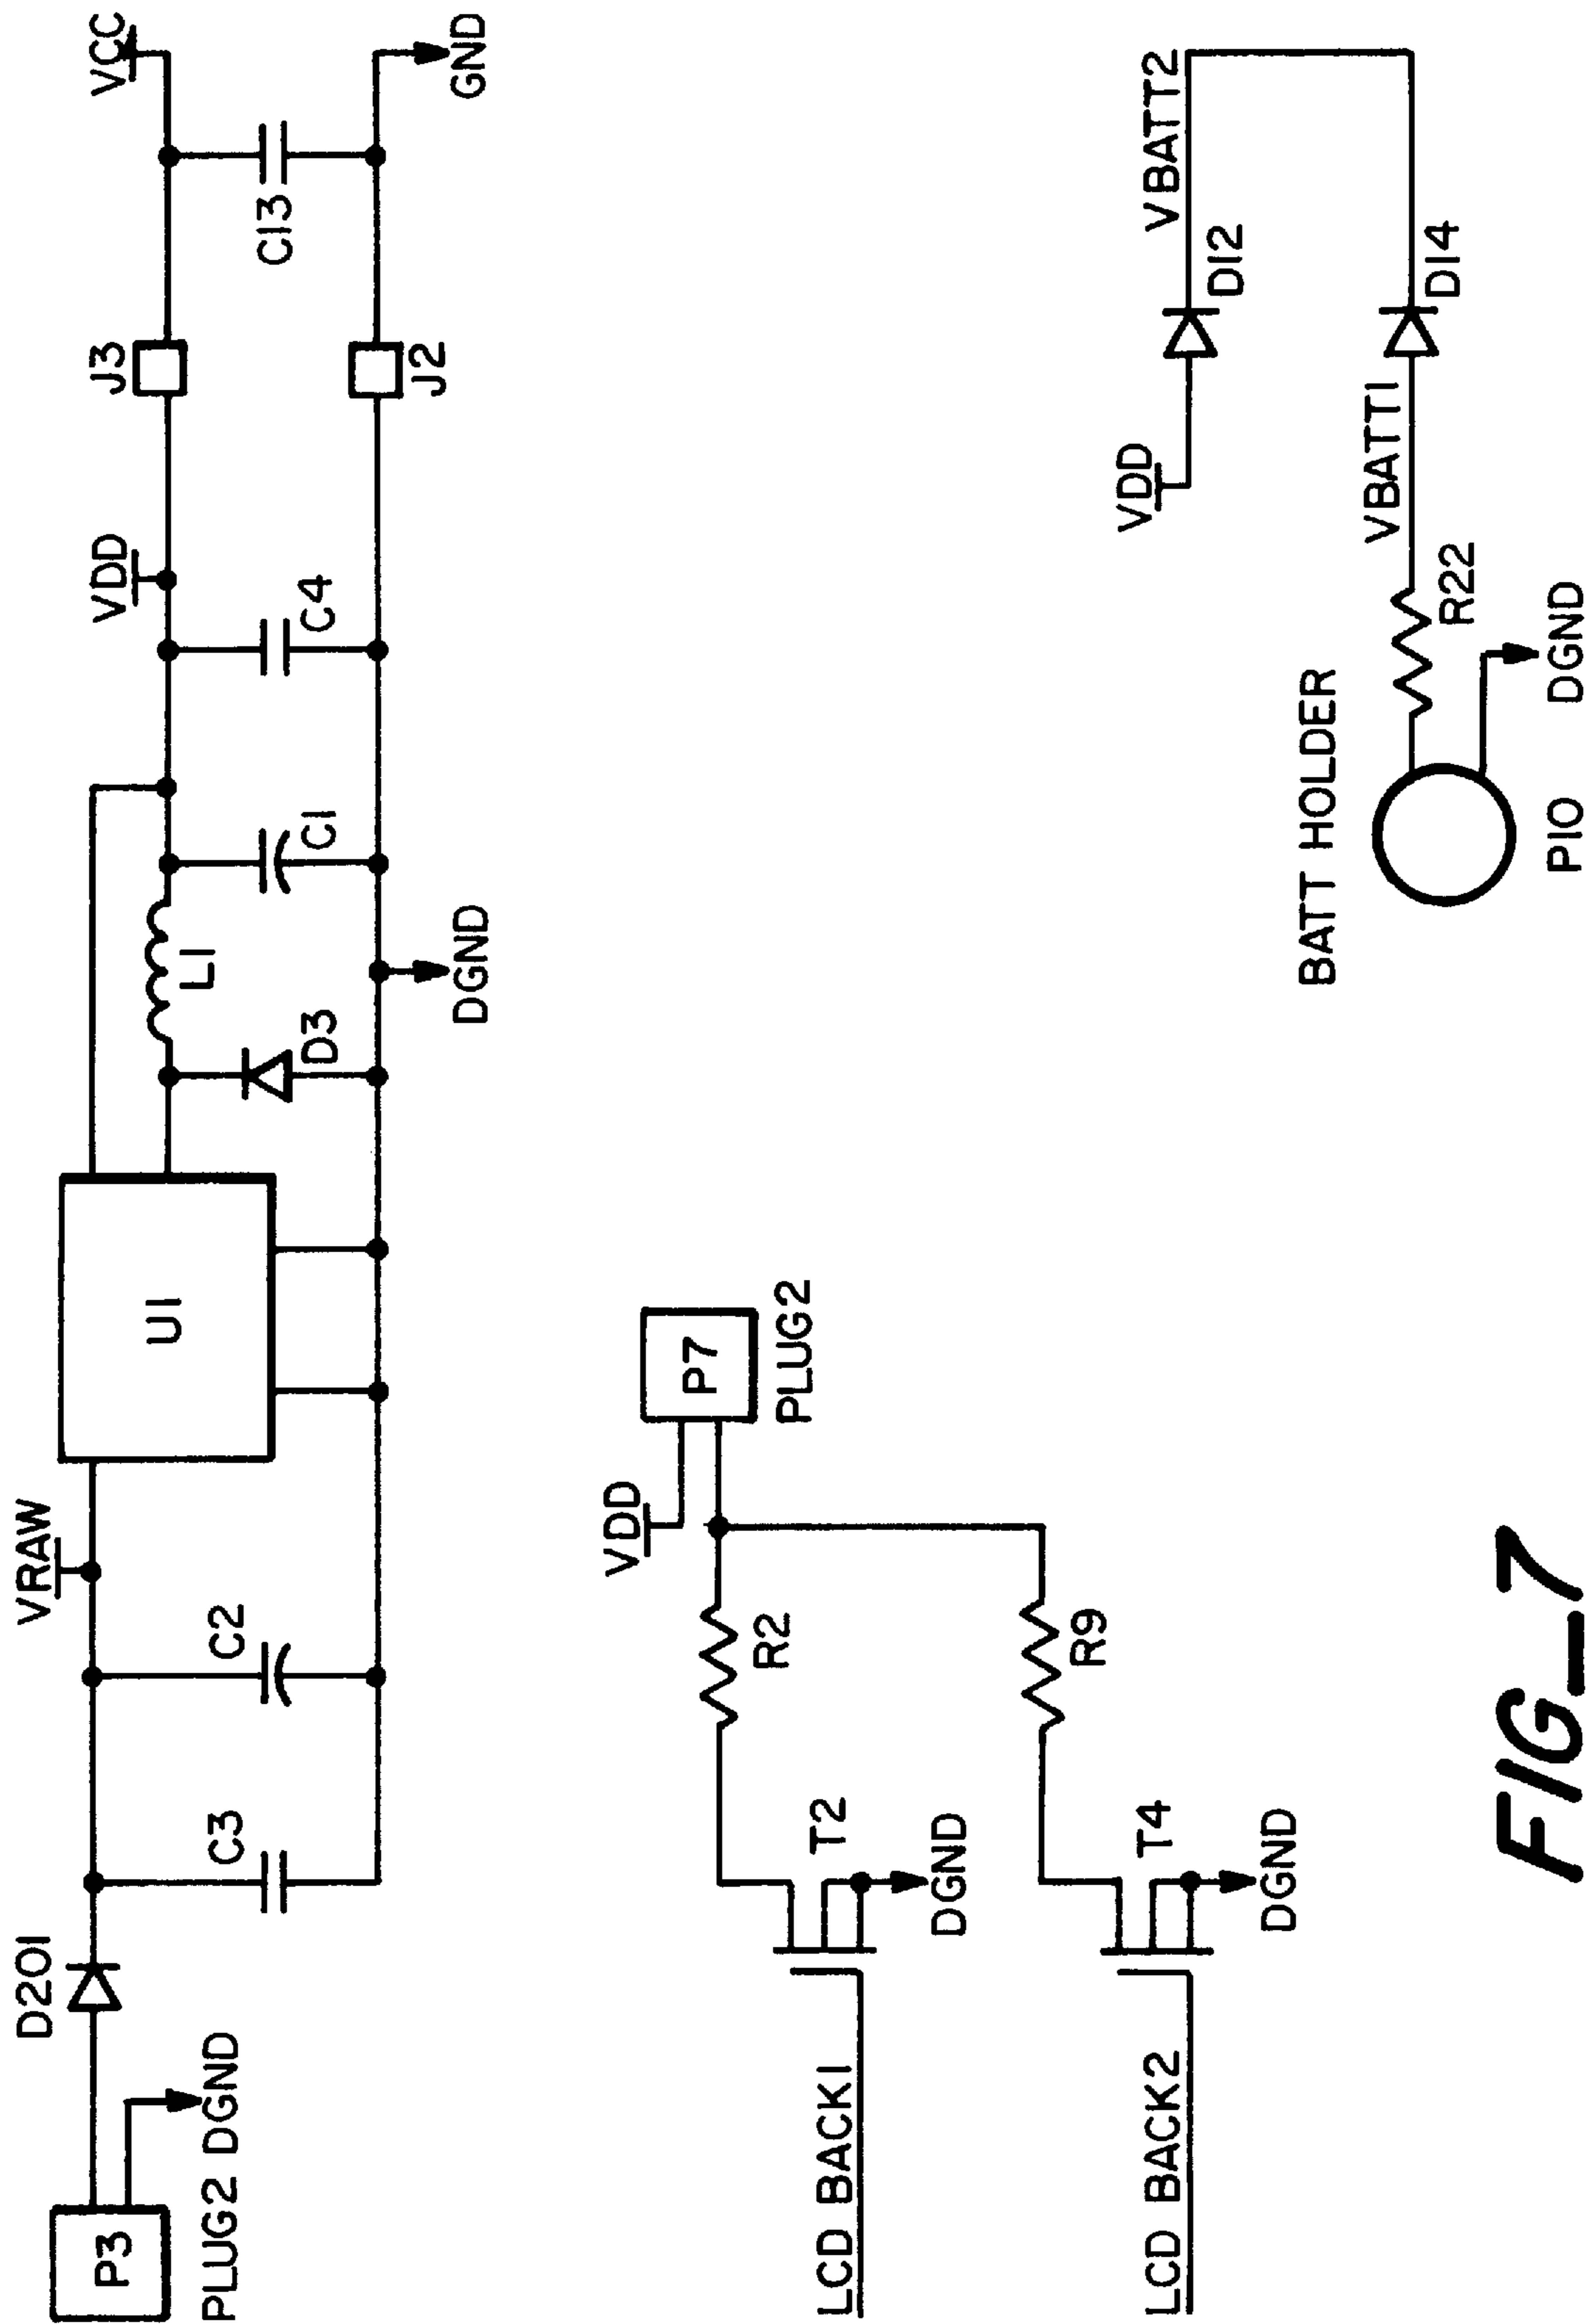 P3
PLUG2
DGND
D201
C3
C2
VRAW
U1
D3
L1
DGND
C1
C4
VDD
J3
J2
C13
VCC
GND
LCD BACK1
T2
DGND
R2
VDD
P7
PLUG2
LCD BACK2
T4
DGND
R9
BATT HOLDER
P10
DGND
R22
VBATT1
D14
VDD
D12
VBATT2
FIG_7